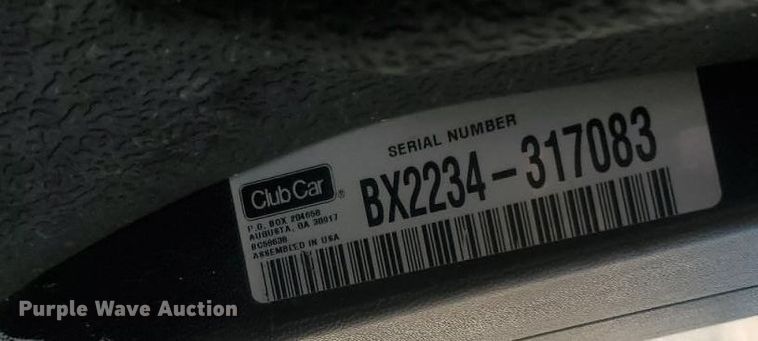 SERIAL NUMBER
Club Car®
BX2234-317083
P.O. BOX 204658
AUGUSTA, GA 30917
ASSEMBLED IN USA
Purple Wave Auction